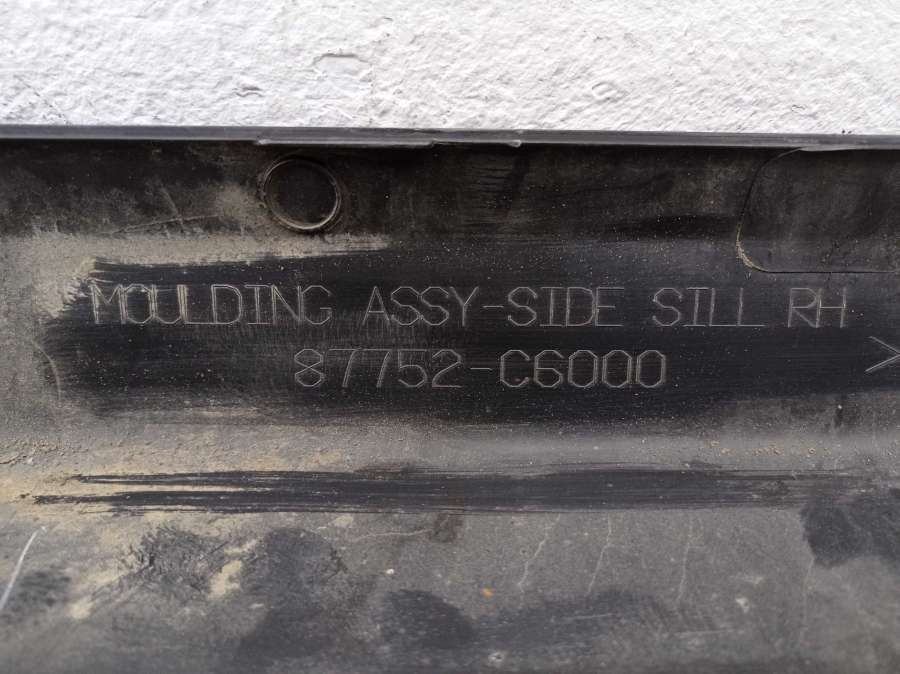 MOULDING ASSY-SIDE SILL RH
87752-C6000
>